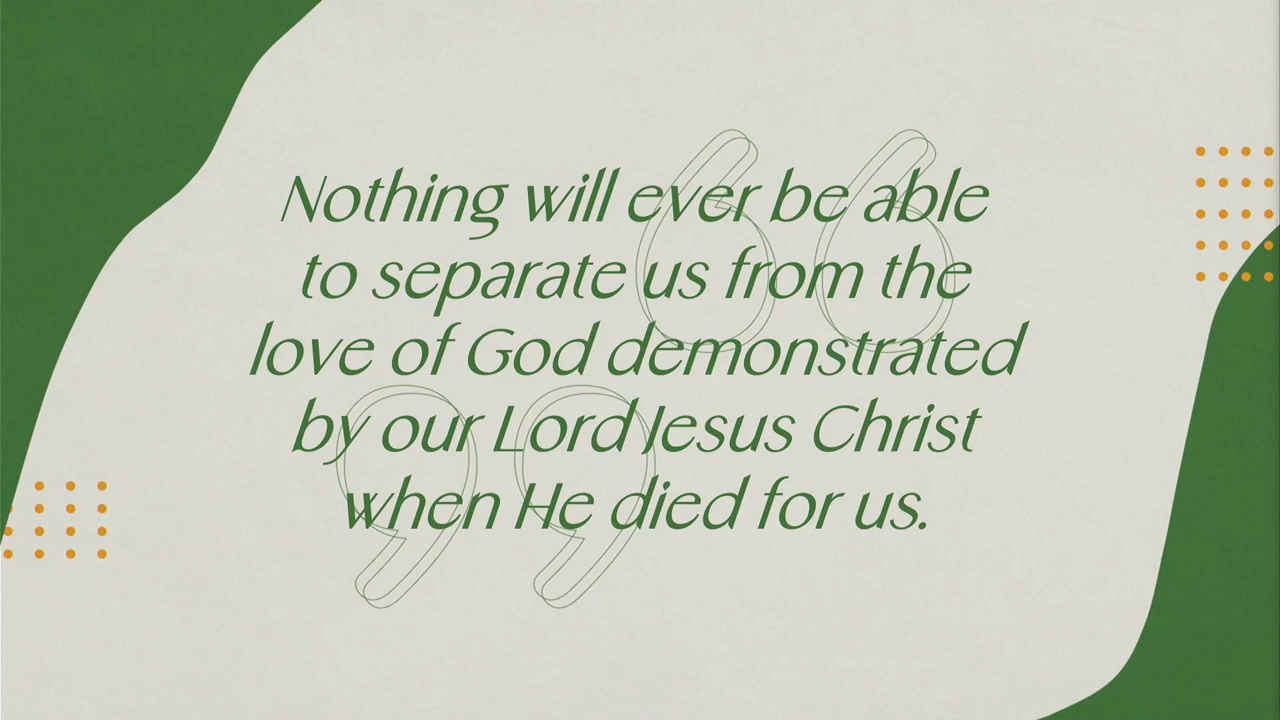 Nothing will ever be able
to separate us from the
love of God demonstrated
by our Lord Jesus Christ
when He died for us.